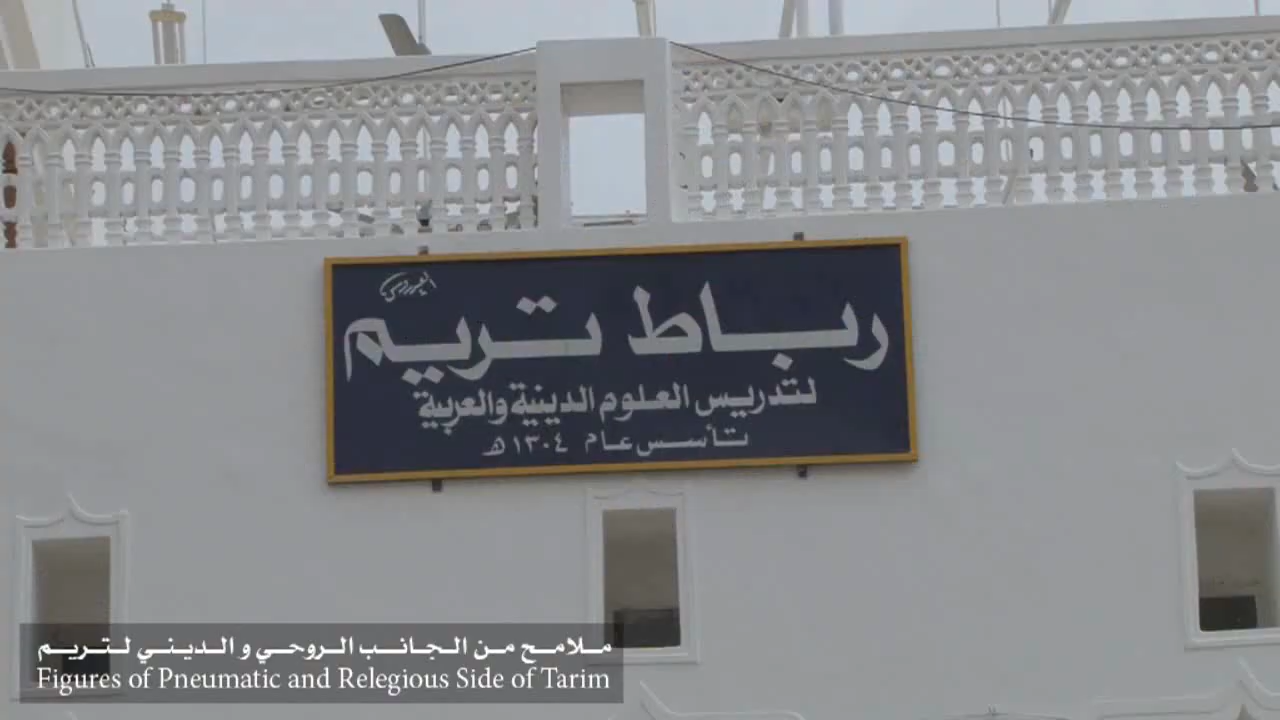 رباط تريم
لتدريس العلوم الدينية والعربية
تأسس عام ١٣٠٤ ه
ملامح من الجانب الروحي و الديني لتريم
Figures of Pneumatic and Relegious Side of Tarim